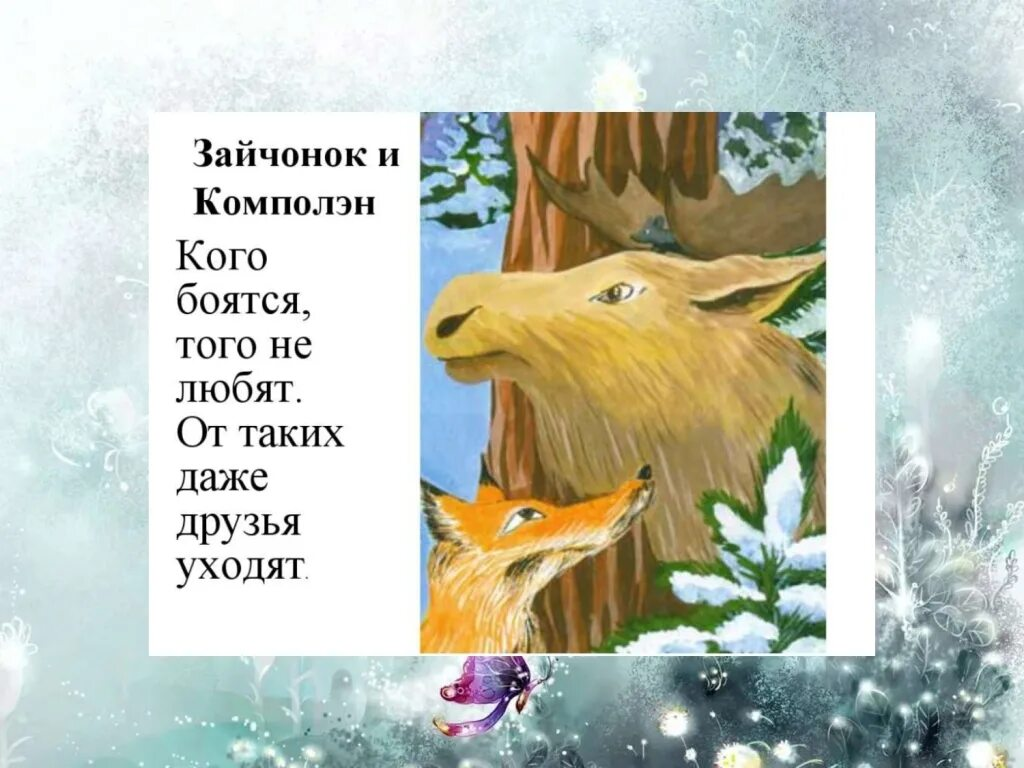 Зайчонок и
Комполэн
Кого
боятся,
того не
любят.
От таких
даже
друзья
уходят.